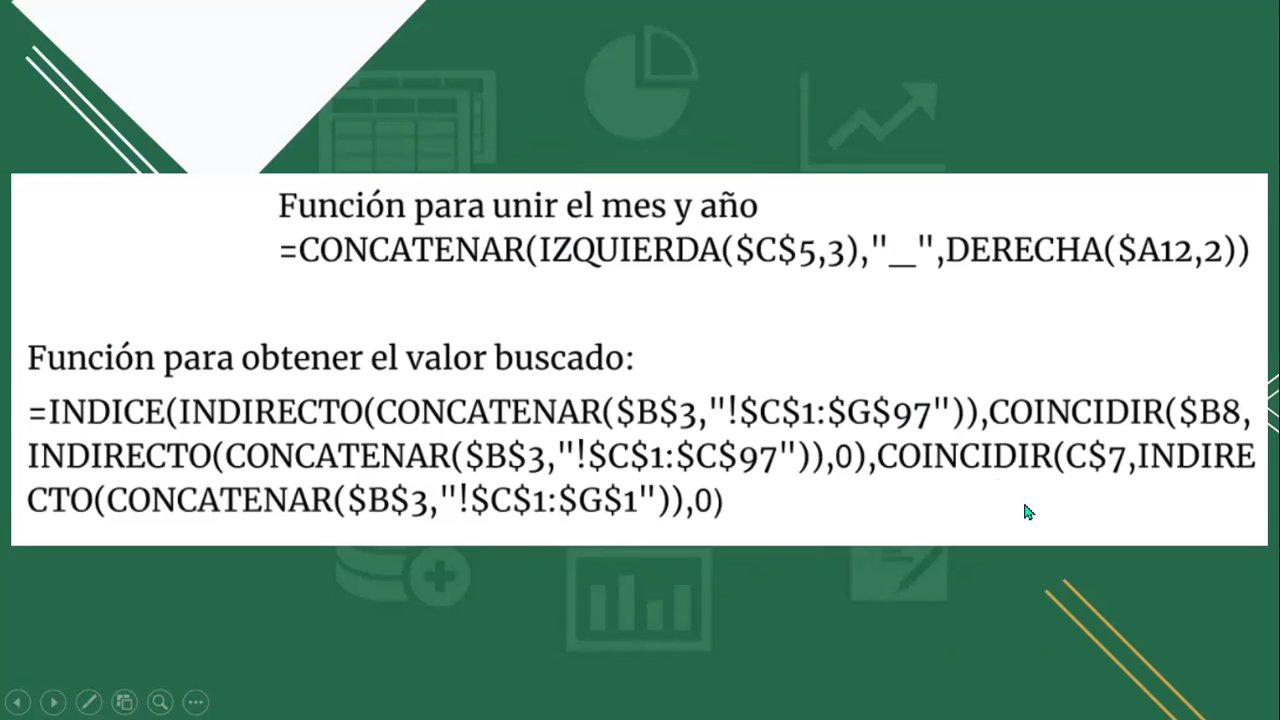 Función para unir el mes y año
=CONCATENAR(IZQUIERDA($C$5,3),"_",DERECHA($A12,2))
Función para obtener el valor buscado:
=INDICE(INDIRECTO(CONCATENAR($B$3,"!$C$1:$G$97")),COINCIDIR($B8,
INDIRECTO(CONCATENAR($B$3,"!$C$1:$C$97")),0),COINCIDIR(C$7,INDIRE
CTO(CONCATENAR($B$3,"!$C$1:$G$1")),0)